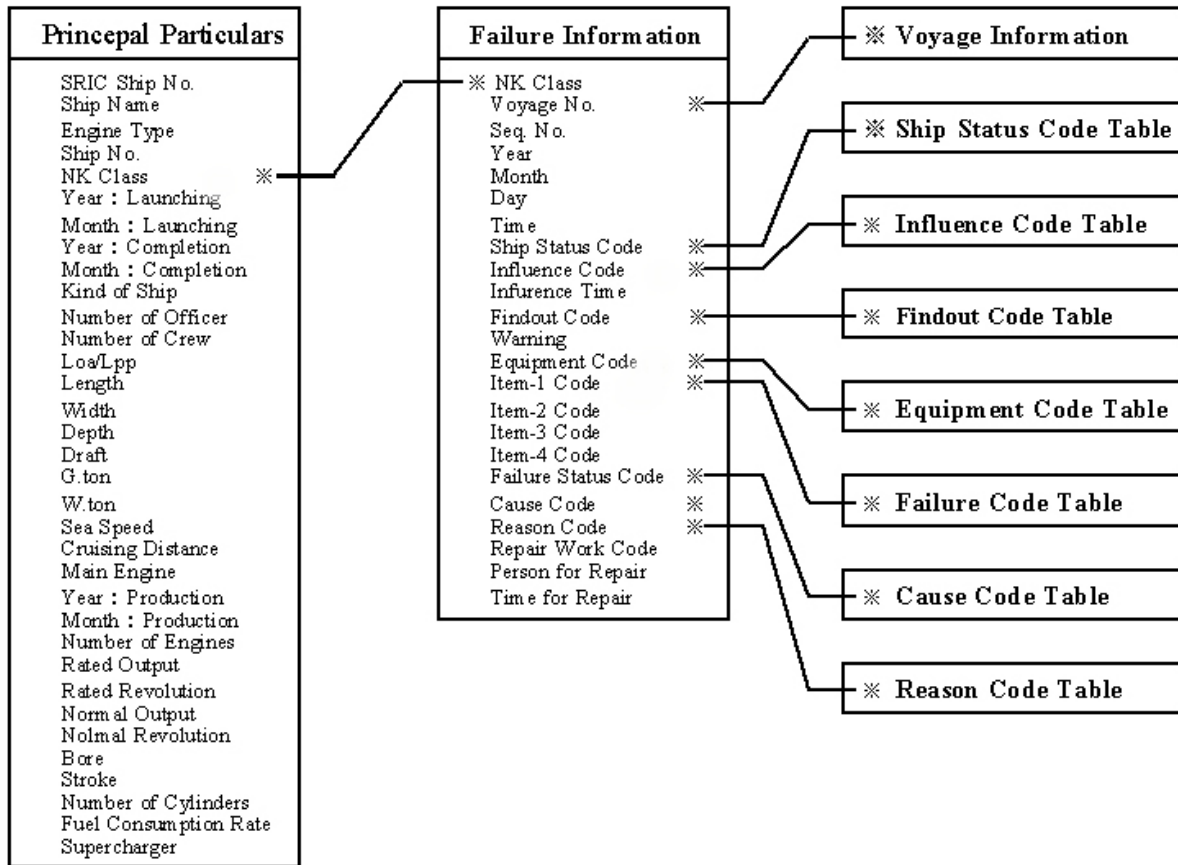 Princepal Particulars
SRIC Ship No.
Ship Name
Engine Type
Ship No.
NK Class ※
Year : Launching
Month : Launching
Year : Completion
Month : Completion
Kind of Ship
Number of Officer
Number of Crew
Loa/Lpp
Length
Width
Depth
Draft
G.ton
W.ton
Sea Speed
Cruising Distance
Main Engine
Year : Production
Month : Production
Number of Engines
Rated Output
Rated Revolution
Normal Output
Nolmal Revolution
Bore
Stroke
Number of Cylinders
Fuel Consumption Rate
Supercharger
Failure Information
※ NK Class
Voyage No. ※
Seq. No.
Year
Month
Day
Time
Ship Status Code ※
Influence Code ※
Infurence Time
Findout Code ※
Warning
Equipment Code ※
Item-1 Code ※
Item-2 Code
Item-3 Code
Item-4 Code
Failure Status Code ※
Cause Code ※
Reason Code ※
Repair Work Code
Person for Repair
Time for Repair
※ Voyage Information
※ Ship Status Code Table
※ Influence Code Table
※ Findout Code Table
※ Equipment Code Table
※ Failure Code Table
※ Cause Code Table
※ Reason Code Table